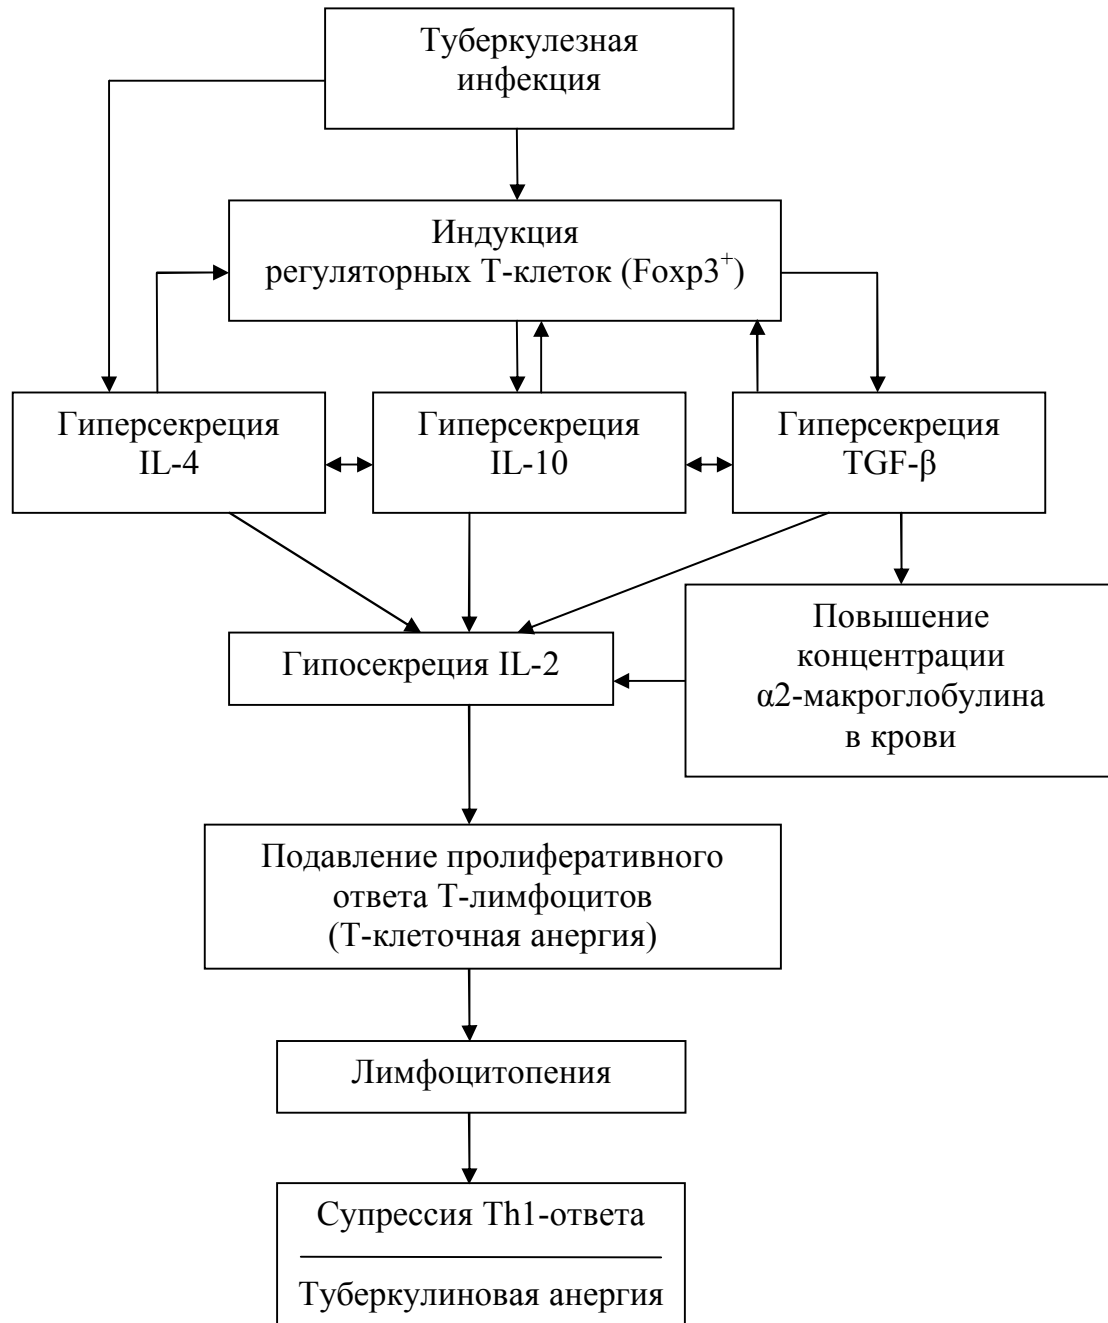 Туберкулезная
инфекция
Индукция
регуляторных Т-клеток (Foxp3⁺)
Гиперсекреция
IL-4
Гиперсекреция
IL-10
Гиперсекреция
TGF-β
Гипосекреция IL-2
Повышение
концентрации
α2-макроглобулина
в крови
Подавление пролиферативного
ответа Т-лимфоцитов
(Т-клеточная анергия)
Лимфоцитопения
Супрессия Th1-ответа
Туберкулиновая анергия